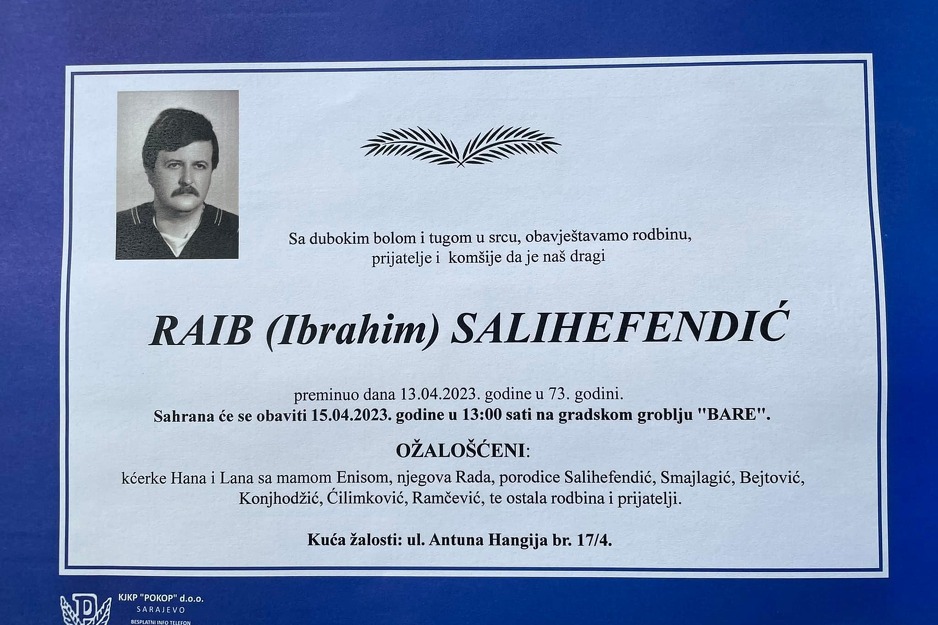 Sa dubokim bolom i tugom u srcu, obavještavamo rodbinu,
prijatelje i komšije da je naš dragi
RAIB (Ibrahim) SALIHEFENDIĆ
preminuo dana 13.04.2023. godine u 73. godini.
Sahrana će se obaviti 15.04.2023. godine u 13:00 sati na gradskom groblju "BARE".
OŽALOŠĆENI:
kćerke Hana i Lana sa mamom Enisom, njegova Rada, porodice Salihefendić, Smajlagić, Bejtović,
Konjhodžić, Ćilimković, Ramčević, te ostala rodbina i prijatelji.
Kuća žalosti: ul. Antuna Hangija br. 17/4.
P
KJKP "POKOP" d.o.o.
SARAJEVO
BESPLATNI INFO TELEFON